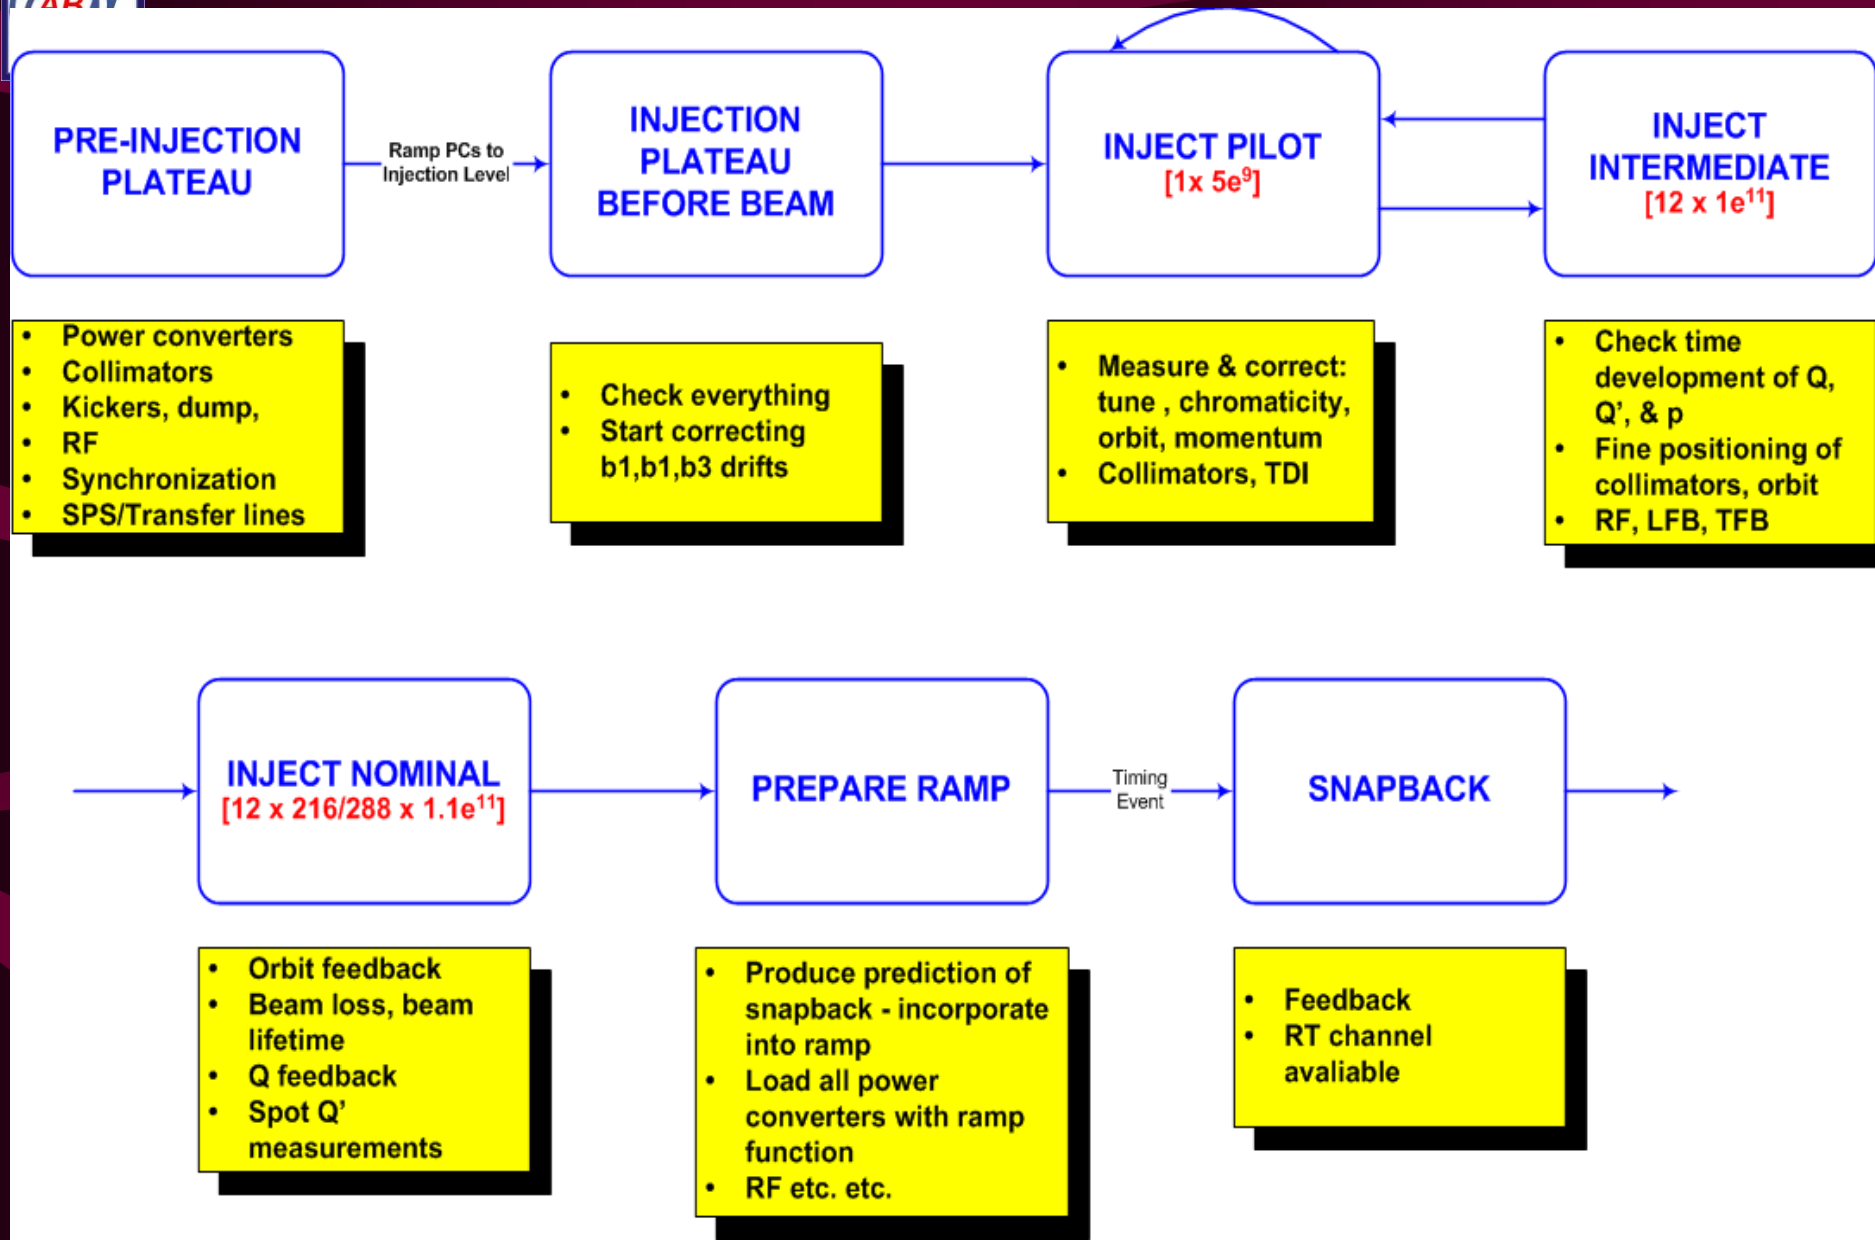 PRE-INJECTION
PLATEAU
Ramp PCs to
Injection Level
INJECTION
PLATEAU
BEFORE BEAM
INJECT PILOT
[1x 5e⁹]
INJECT
INTERMEDIATE
[12 x 1e¹¹]
• Power converters
• Collimators
• Kickers, dump,
• RF
• Synchronization
• SPS/Transfer lines
• Check everything
• Start correcting
b1,b1,b3 drifts
• Measure & correct:
tune , chromaticity,
orbit, momentum
• Collimators, TDI
• Check time
development of Q,
Q', & p
• Fine positioning of
collimators, orbit
• RF, LFB, TFB
INJECT NOMINAL
[12 x 216/288 x 1.1e¹¹]
PREPARE RAMP
Timing
Event
SNAPBACK
• Orbit feedback
• Beam loss, beam
lifetime
• Q feedback
• Spot Q'
measurements
• Produce prediction of
snapback - incorporate
into ramp
• Load all power
converters with ramp
function
• RF etc. etc.
• Feedback
• RT channel
avaliable